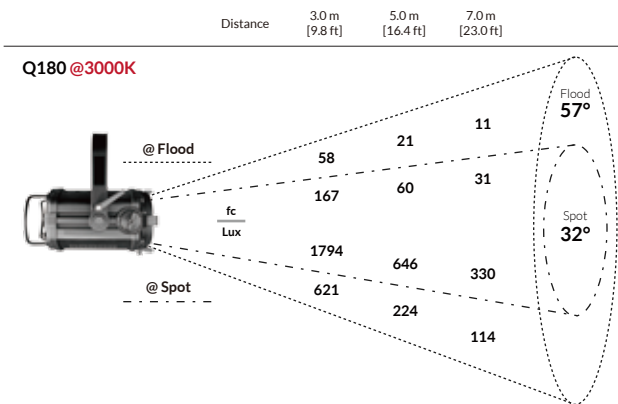 Distance
3.0 m 5.0 m 7.0 m
[9.8 ft] [16.4 ft] [23.0 ft]
Q180 @3000K
Flood
57°
@ Flood
58 21 11
167 60 31
fc
Lux
Spot
32°
1794 646 330
@ Spot
621 224 114